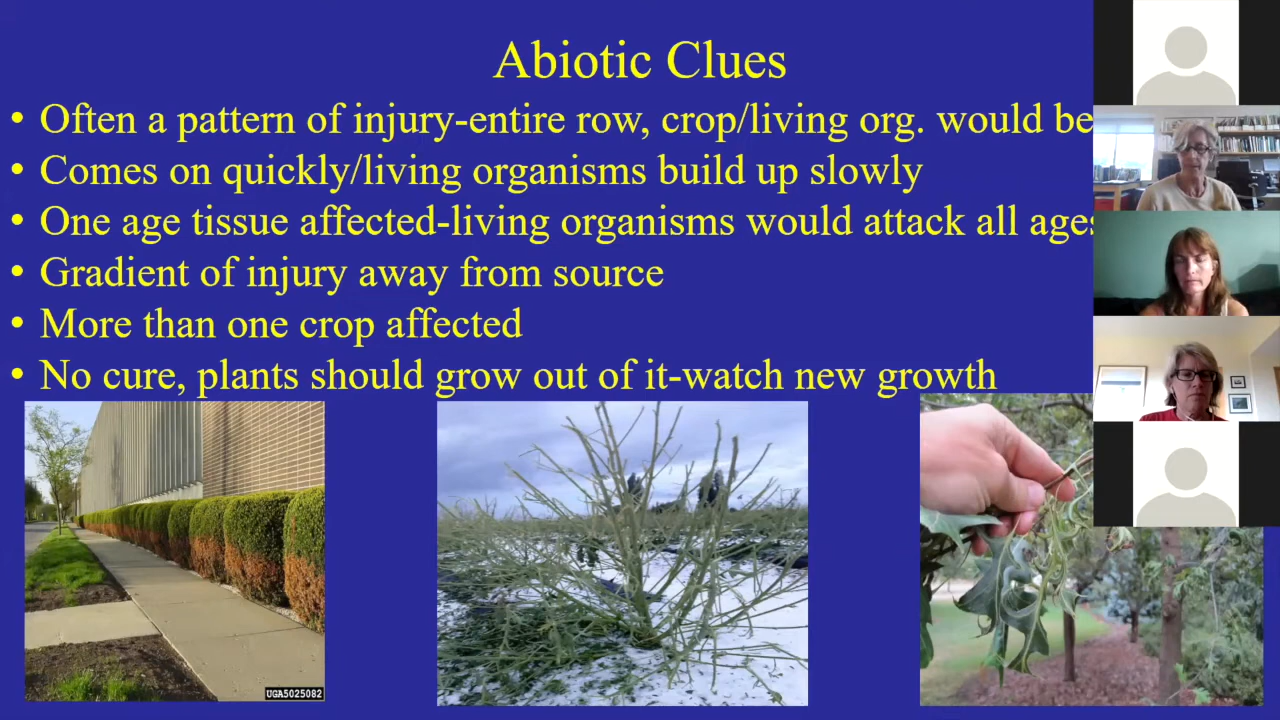 Abiotic Clues
• Often a pattern of injury-entire row, crop/living org. would be
• Comes on quickly/living organisms build up slowly
• One age tissue affected-living organisms would attack all ages
• Gradient of injury away from source
• More than one crop affected
• No cure, plants should grow out of it-watch new growth
UGA5025082